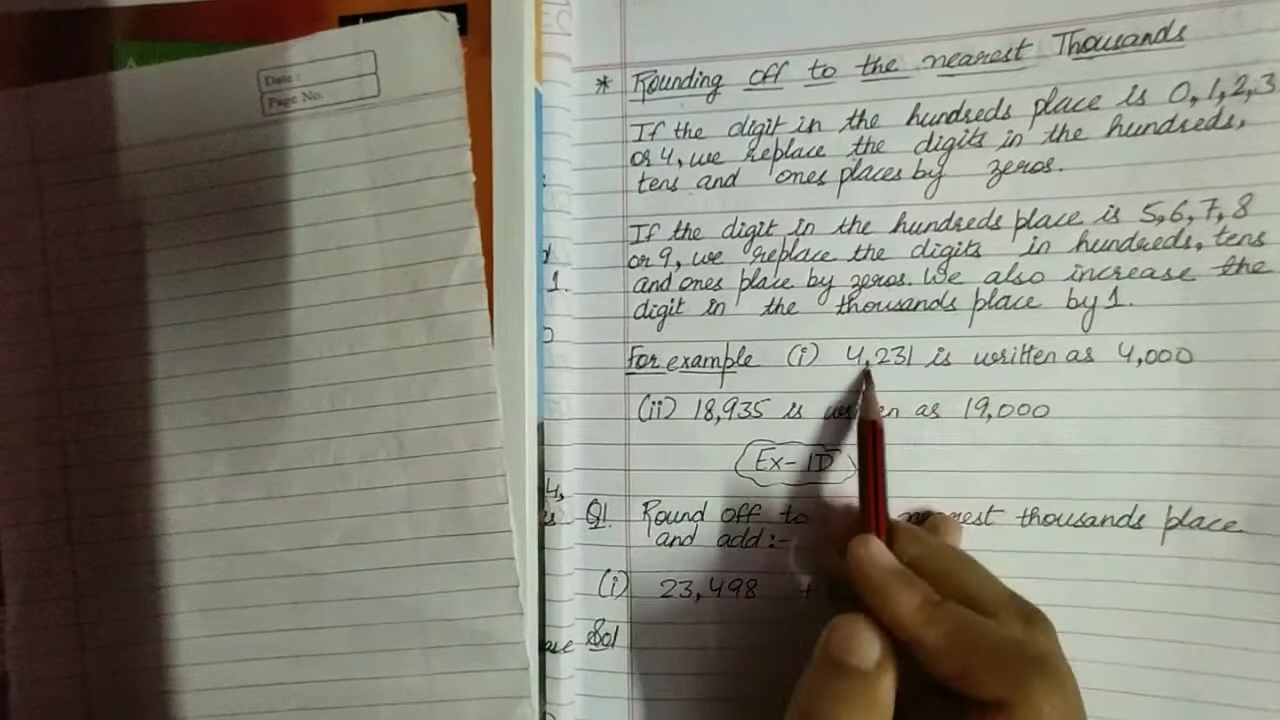 Date :
Page No.
* Rounding off to the nearest Thousands
If the digit in the hundreds place is 0,1,2,3
or 4, we replace the digits in the hundreds,
tens and ones places by zeros.
If the digit in the hundreds place is 5,6,7,8
or 9, we replace the digits in hundreds, tens
and ones place by zeros. We also increase the
digit in the thousands place by 1.
For example (i) 4,231 is written as 4,000
(ii) 18,935 is as 19,000
Ex-1D
Q1. Round off to nearest thousands place
and add:-
(i) 23,498 +
Sol